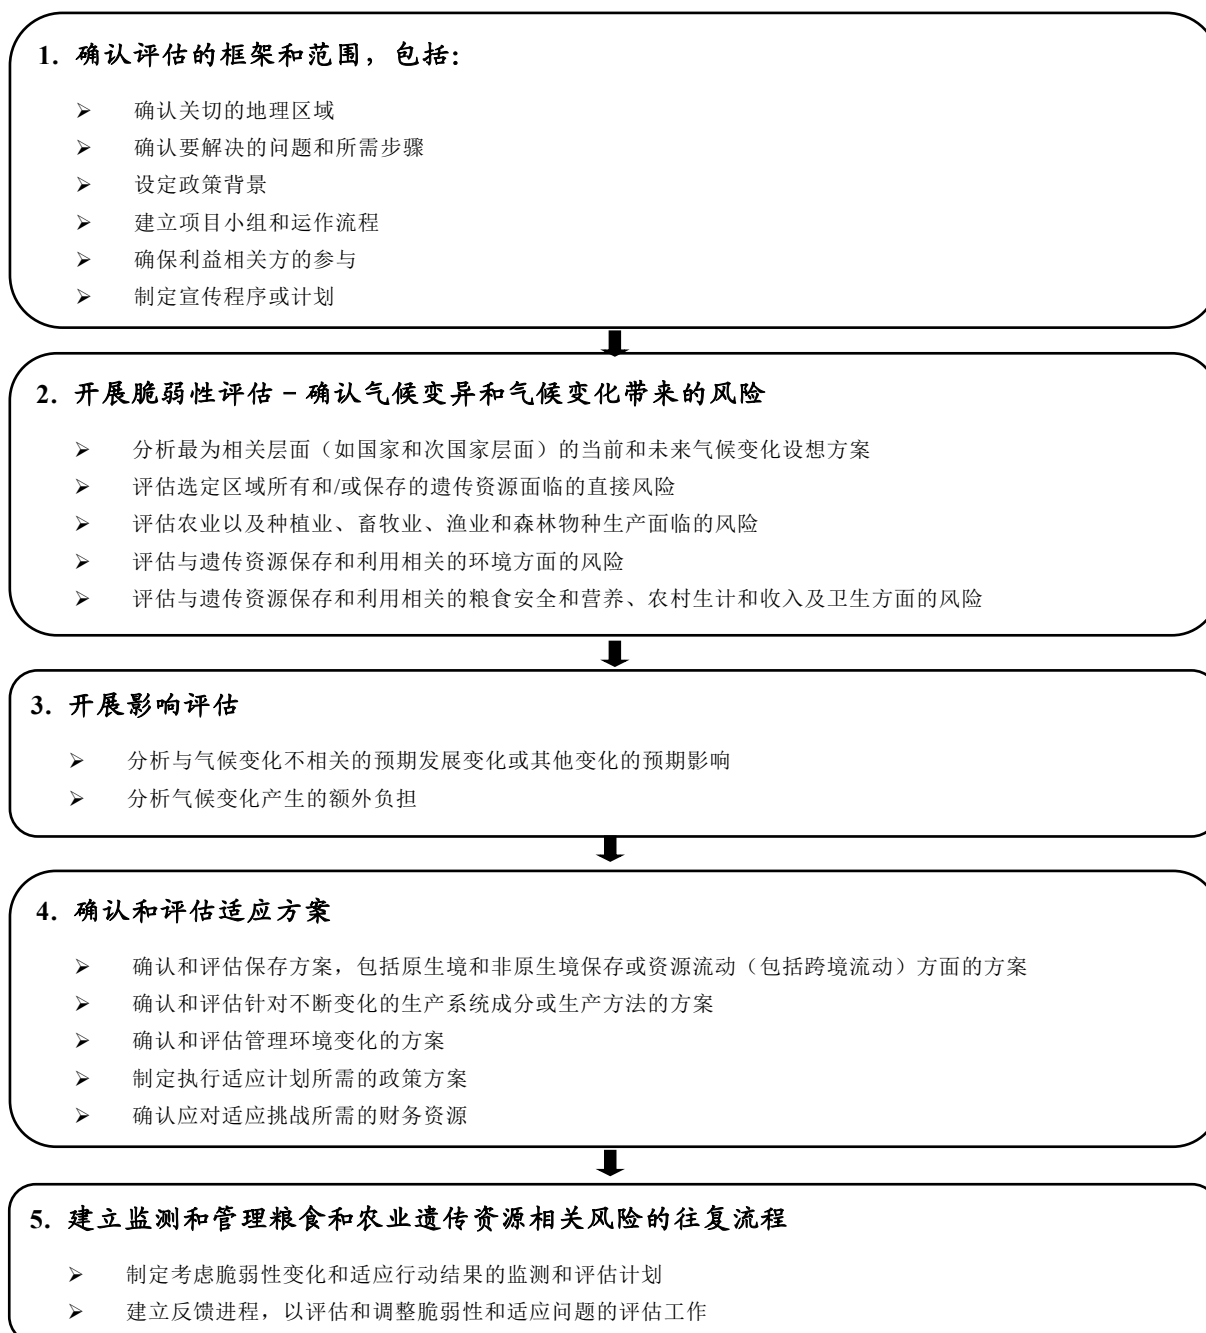 1. 确认评估的框架和范围，包括：
➢ 确认关切的地理区域
➢ 确认要解决的问题和所需步骤
➢ 设定政策背景
➢ 建立项目小组和运作流程
➢ 确保利益相关方的参与
➢ 制定宣传程序或计划
2. 开展脆弱性评估－确认气候变异和气候变化带来的风险
➢ 分析最为相关层面（如国家和次国家层面）的当前和未来气候变化设想方案
➢ 评估选定区域所有和/或保存的遗传资源面临的直接风险
➢ 评估农业以及种植业、畜牧业、渔业和森林物种生产面临的风险
➢ 评估与遗传资源保存和利用相关的环境方面的风险
➢ 评估与遗传资源保存和利用相关的粮食安全和营养、农村生计和收入及卫生方面的风险
3. 开展影响评估
➢ 分析与气候变化不相关的预期发展变化或其他变化的预期影响
➢ 分析气候变化产生的额外负担
4. 确认和评估适应方案
➢ 确认和评估保存方案，包括原生境和非原生境保存或资源流动（包括跨境流动）方面的方案
➢ 确认和评估针对不断变化的生产系统成分或生产方法的方案
➢ 确认和评估管理环境变化的方案
➢ 制定执行适应计划所需的政策方案
➢ 确认应对适应挑战所需的财务资源
5. 建立监测和管理粮食和农业遗传资源相关风险的往复流程
➢ 制定考虑脆弱性变化和适应行动结果的监测和评估计划
➢ 建立反馈进程，以评估和调整脆弱性和适应问题的评估工作